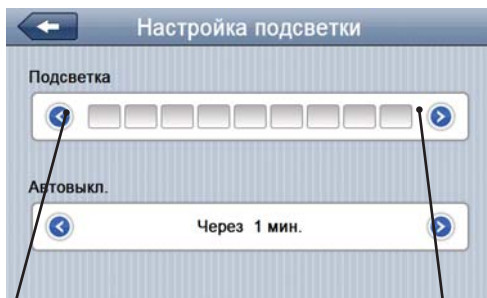 Настройка подсветки
Подсветка
Автовыкл.
Через 1 мин.